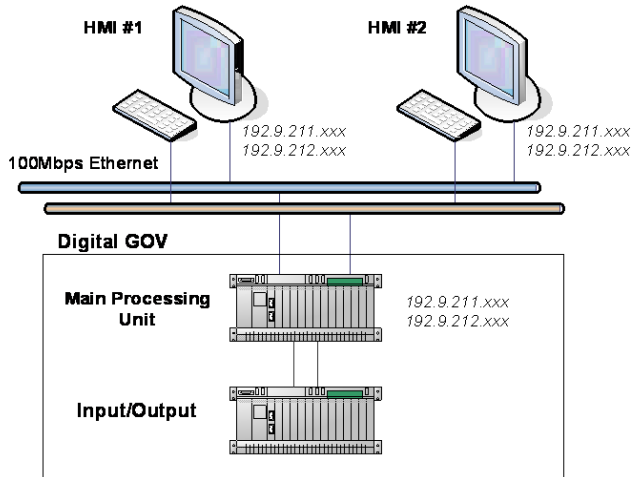 HMI #1
HMI #2
192.9.211.xxx
192.9.212.xxx
192.9.211.xxx
192.9.212.xxx
100Mbps Ethernet
Digital GOV
Main Processing
Unit
192.9.211.xxx
192.9.212.xxx
Input/Output